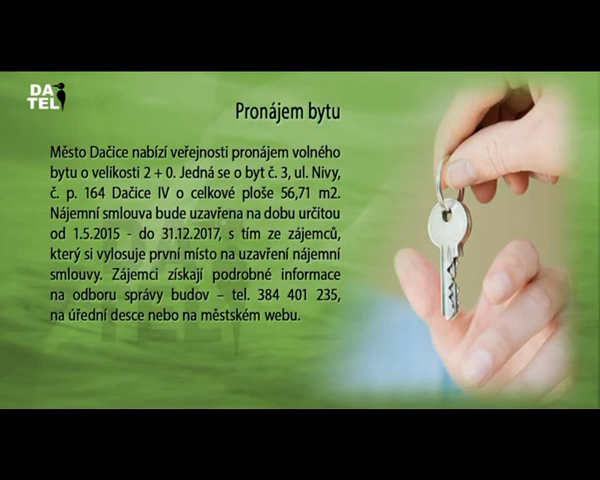 DA
TEL
Pronájem bytu
Město Dačice nabízí veřejnosti pronájem volného
bytu o velikosti 2 + 0. Jedná se o byt č. 3, ul. Nivy,
č. p. 164 Dačice IV o celkové ploše 56,71 m2.
Nájemní smlouva bude uzavřena na dobu určitou
od 1.5.2015 - do 31.12.2017, s tím ze zájemců,
který si vylosuje první místo na uzavření nájemní
smlouvy. Zájemci získají podrobné informace
na odboru správy budov – tel. 384 401 235,
na úřední desce nebo na městském webu.